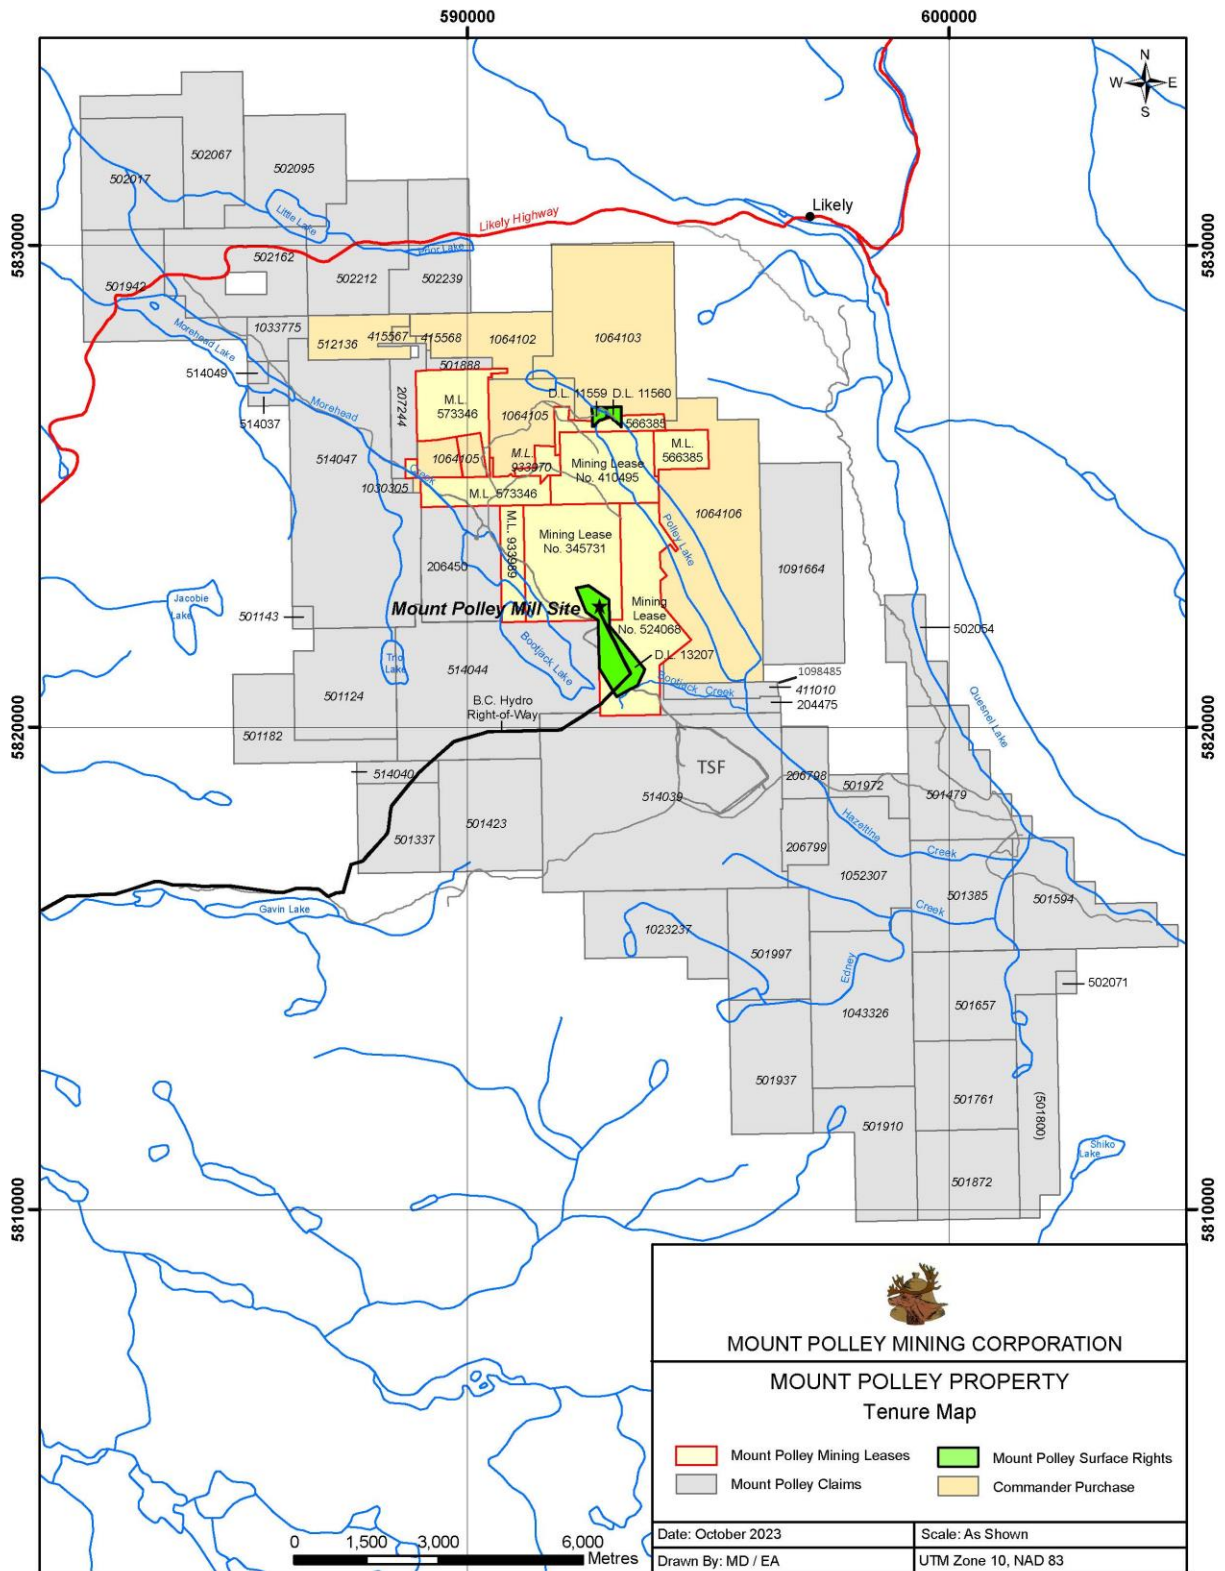 590000
600000
N
W E
S
502067
502017
502095
Likely
Little Lake
Likely Highway
5830000
5830000
Polley Lake
502162
501942
502212
502239
1033775
415567
415568
512136
1064102
1064103
Morehead Lake
501888
514049
D.L. 11559
D.L. 11560
Morehead
207244
M.L.
573346
1064105
566385
514037
M.L.
566385
514047
1064105
M.L.
933970
Mining Lease
No. 410495
Creek
1030305
M.L. 573346
1064106
M.L. 933989
Mining Lease
No. 345731
206450
1091664
Jacobie
Lake
501143
Mount Polley Mill Site
Mining
Lease
No. 524068
502054
Bootjack Lake
D.L. 13207
Trio
Lake
514044
1098485
Bootjack Creek
411010
501124
204475
Quesnel Lake
B.C. Hydro
Right-of-Way
5820000
5820000
501182
TSF
514040
206798
501972
514039
501479
501423
Hazeltine
501337
206799
Creek
1052307
501385
501594
Creek
Gavin Lake
1023237
501997
Edney
502071
501657
1043326
501937
501761
(501800)
501910
Shiko
Lake
501872
5810000
5810000
MOUNT POLLEY MINING CORPORATION
MOUNT POLLEY PROPERTY
Tenure Map
Mount Polley Mining Leases
Mount Polley Surface Rights
Mount Polley Claims
Commander Purchase
0 1,500 3,000 6,000
Metres
Date: October 2023
Scale: As Shown
Drawn By: MD / EA
UTM Zone 10, NAD 83